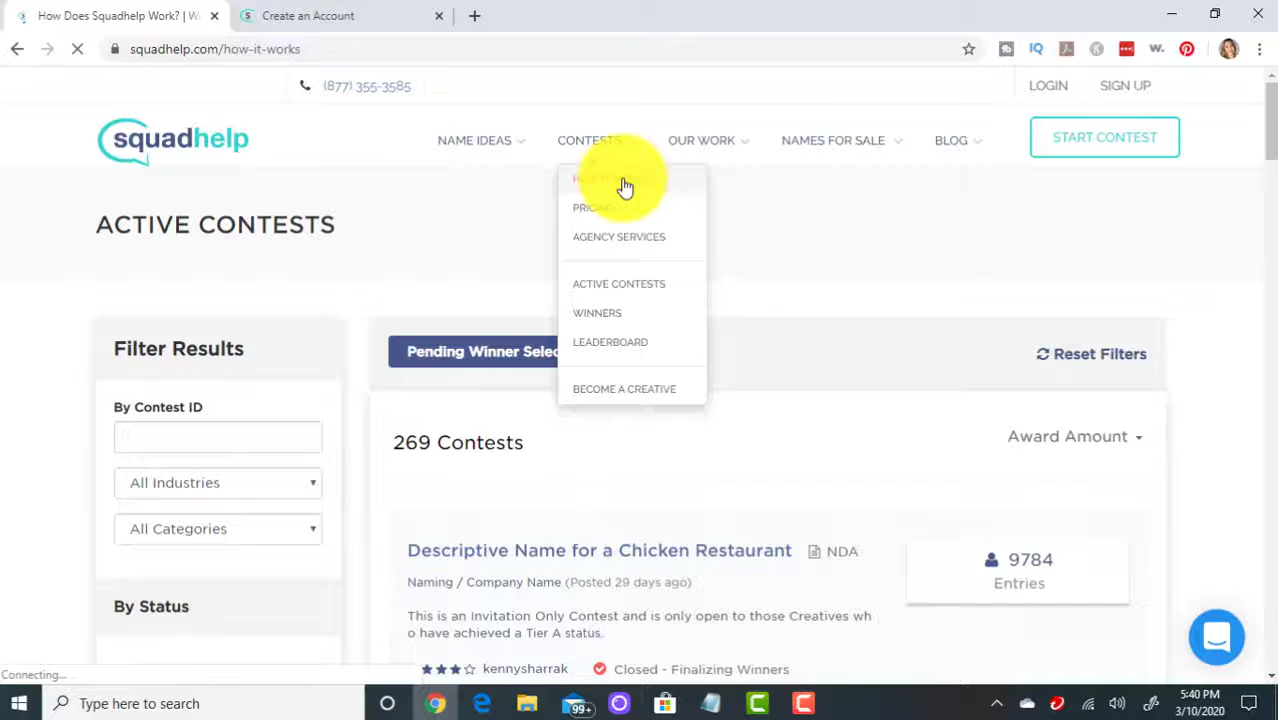 How Does Squadhelp Work? | W
Create an Account
squadhelp.com/how-it-works
(877) 355-3585
LOGIN
SIGN UP
squadhelp
NAME IDEAS
CONTESTS
OUR WORK
NAMES FOR SALE
BLOG
START CONTEST
PRICING
AGENCY SERVICES
ACTIVE CONTESTS
WINNERS
LEADERBOARD
BECOME A CREATIVE
ACTIVE CONTESTS
Filter Results
By Contest ID
All Industries
All Categories
By Status
Pending Winner Selec
Reset Filters
269 Contests
Award Amount
Descriptive Name for a Chicken Restaurant
NDA
Naming / Company Name (Posted 29 days ago)
This is an Invitation Only Contest and is only open to those Creatives wh
o have achieved a Tier A status.
kennysharrak
Closed - Finalizing Winners
9784
Entries
Connecting...
Type here to search
99+
5:40 PM
3/10/2020